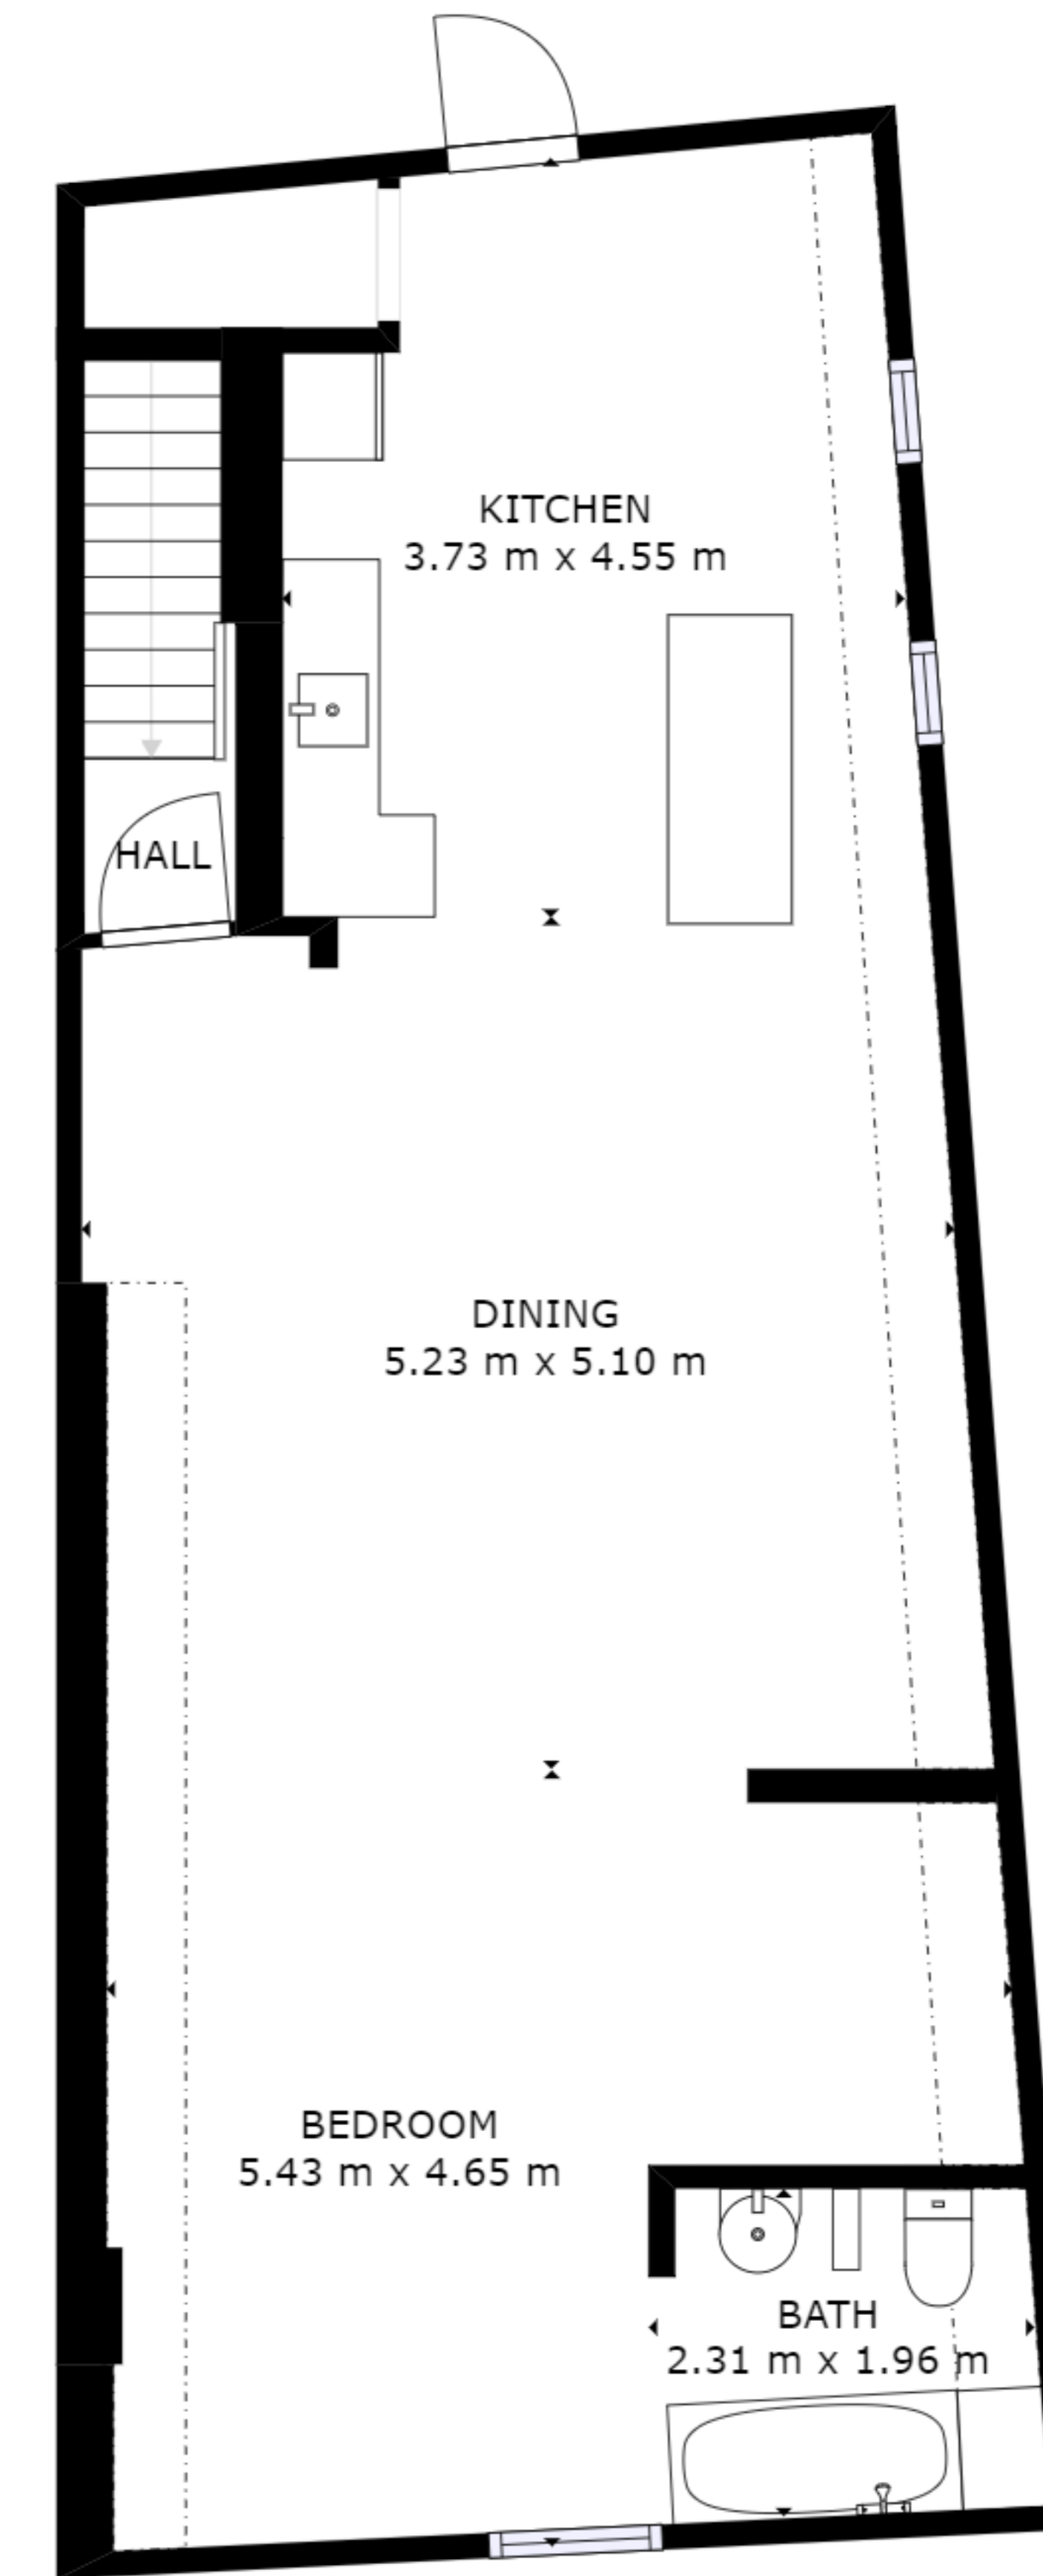 KITCHEN
3.73 m x 4.55 m
HALL
DINING
5.23 m x 5.10 m
BEDROOM
5.43 m x 4.65 m
BATH
2.31 m x 1.96 m